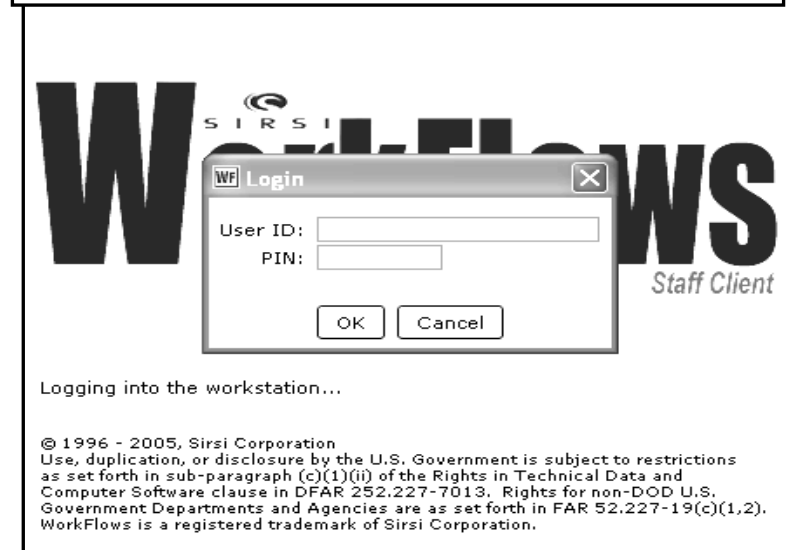 SIRSI
WorkFlows
WF Login
User ID:
PIN:
OK Cancel
Staff Client
Logging into the workstation...
© 1996 - 2005, Sirsi Corporation
Use, duplication, or disclosure by the U.S. Government is subject to restrictions
as set forth in sub-paragraph (c)(1)(ii) of the Rights in Technical Data and
Computer Software clause in DFAR 252.227-7013.  Rights for non-DOD U.S.
Government Departments and Agencies are as set forth in FAR 52.227-19(c)(1,2).
WorkFlows is a registered trademark of Sirsi Corporation.